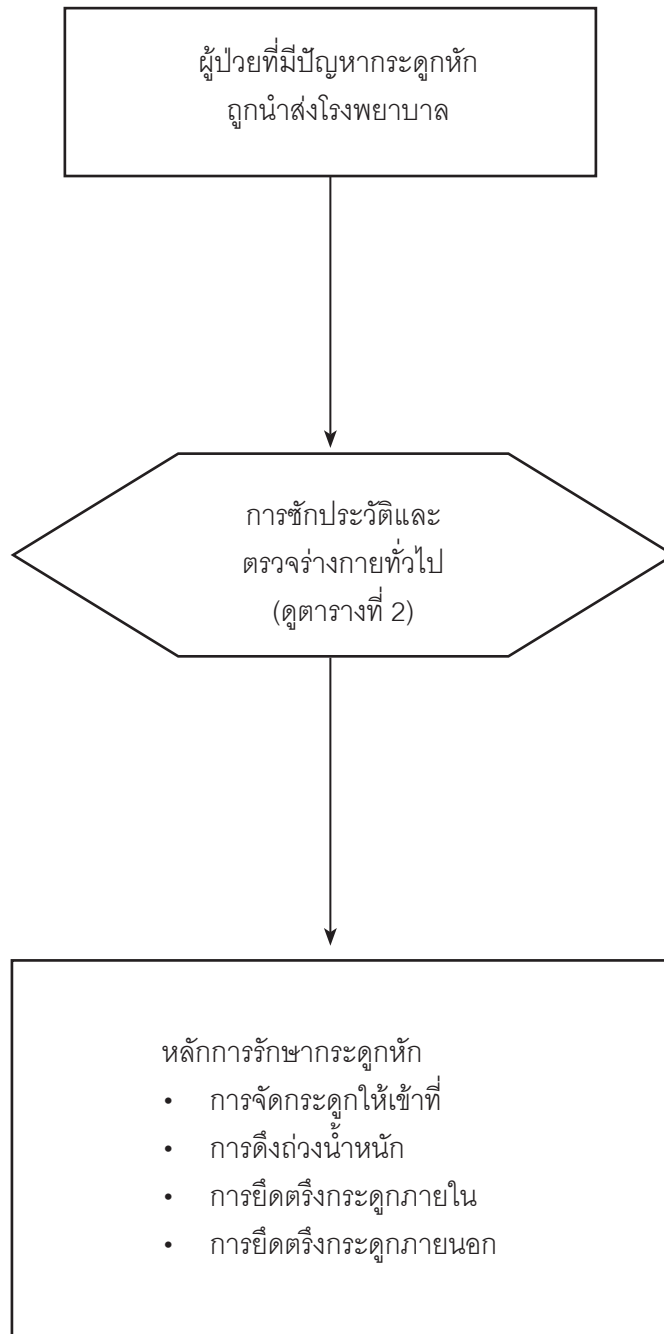 ผู้ป่วยที่มีปัญหากระดูกหัก
ถูกนำส่งโรงพยาบาล
การซักประวัติและ
ตรวจร่างกายทั่วไป
(ดูตารางที่ 2)
หลักการรักษากระดูกหัก
• การจัดกระดูกให้เข้าที่
• การดึงถ่วงน้ำหนัก
• การยึดตรึงกระดูกภายใน
• การยึดตรึงกระดูกภายนอก